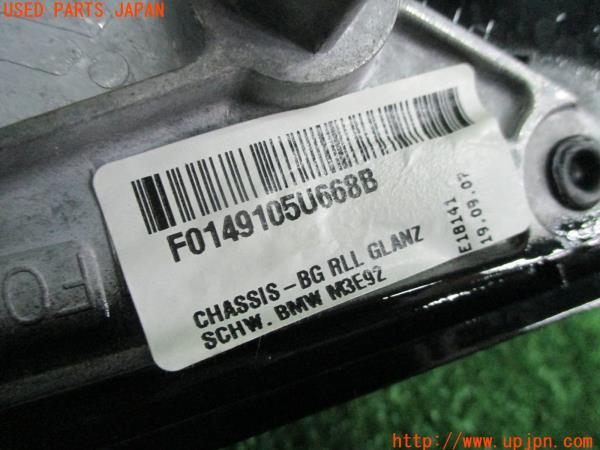 USED PARTS JAPAN
F0149105U668B
CHASSIS-BG RLL GLANZ
SCHW. BMW M3E92
E18141
19.09.07
FO
http://www.upjpn.com/